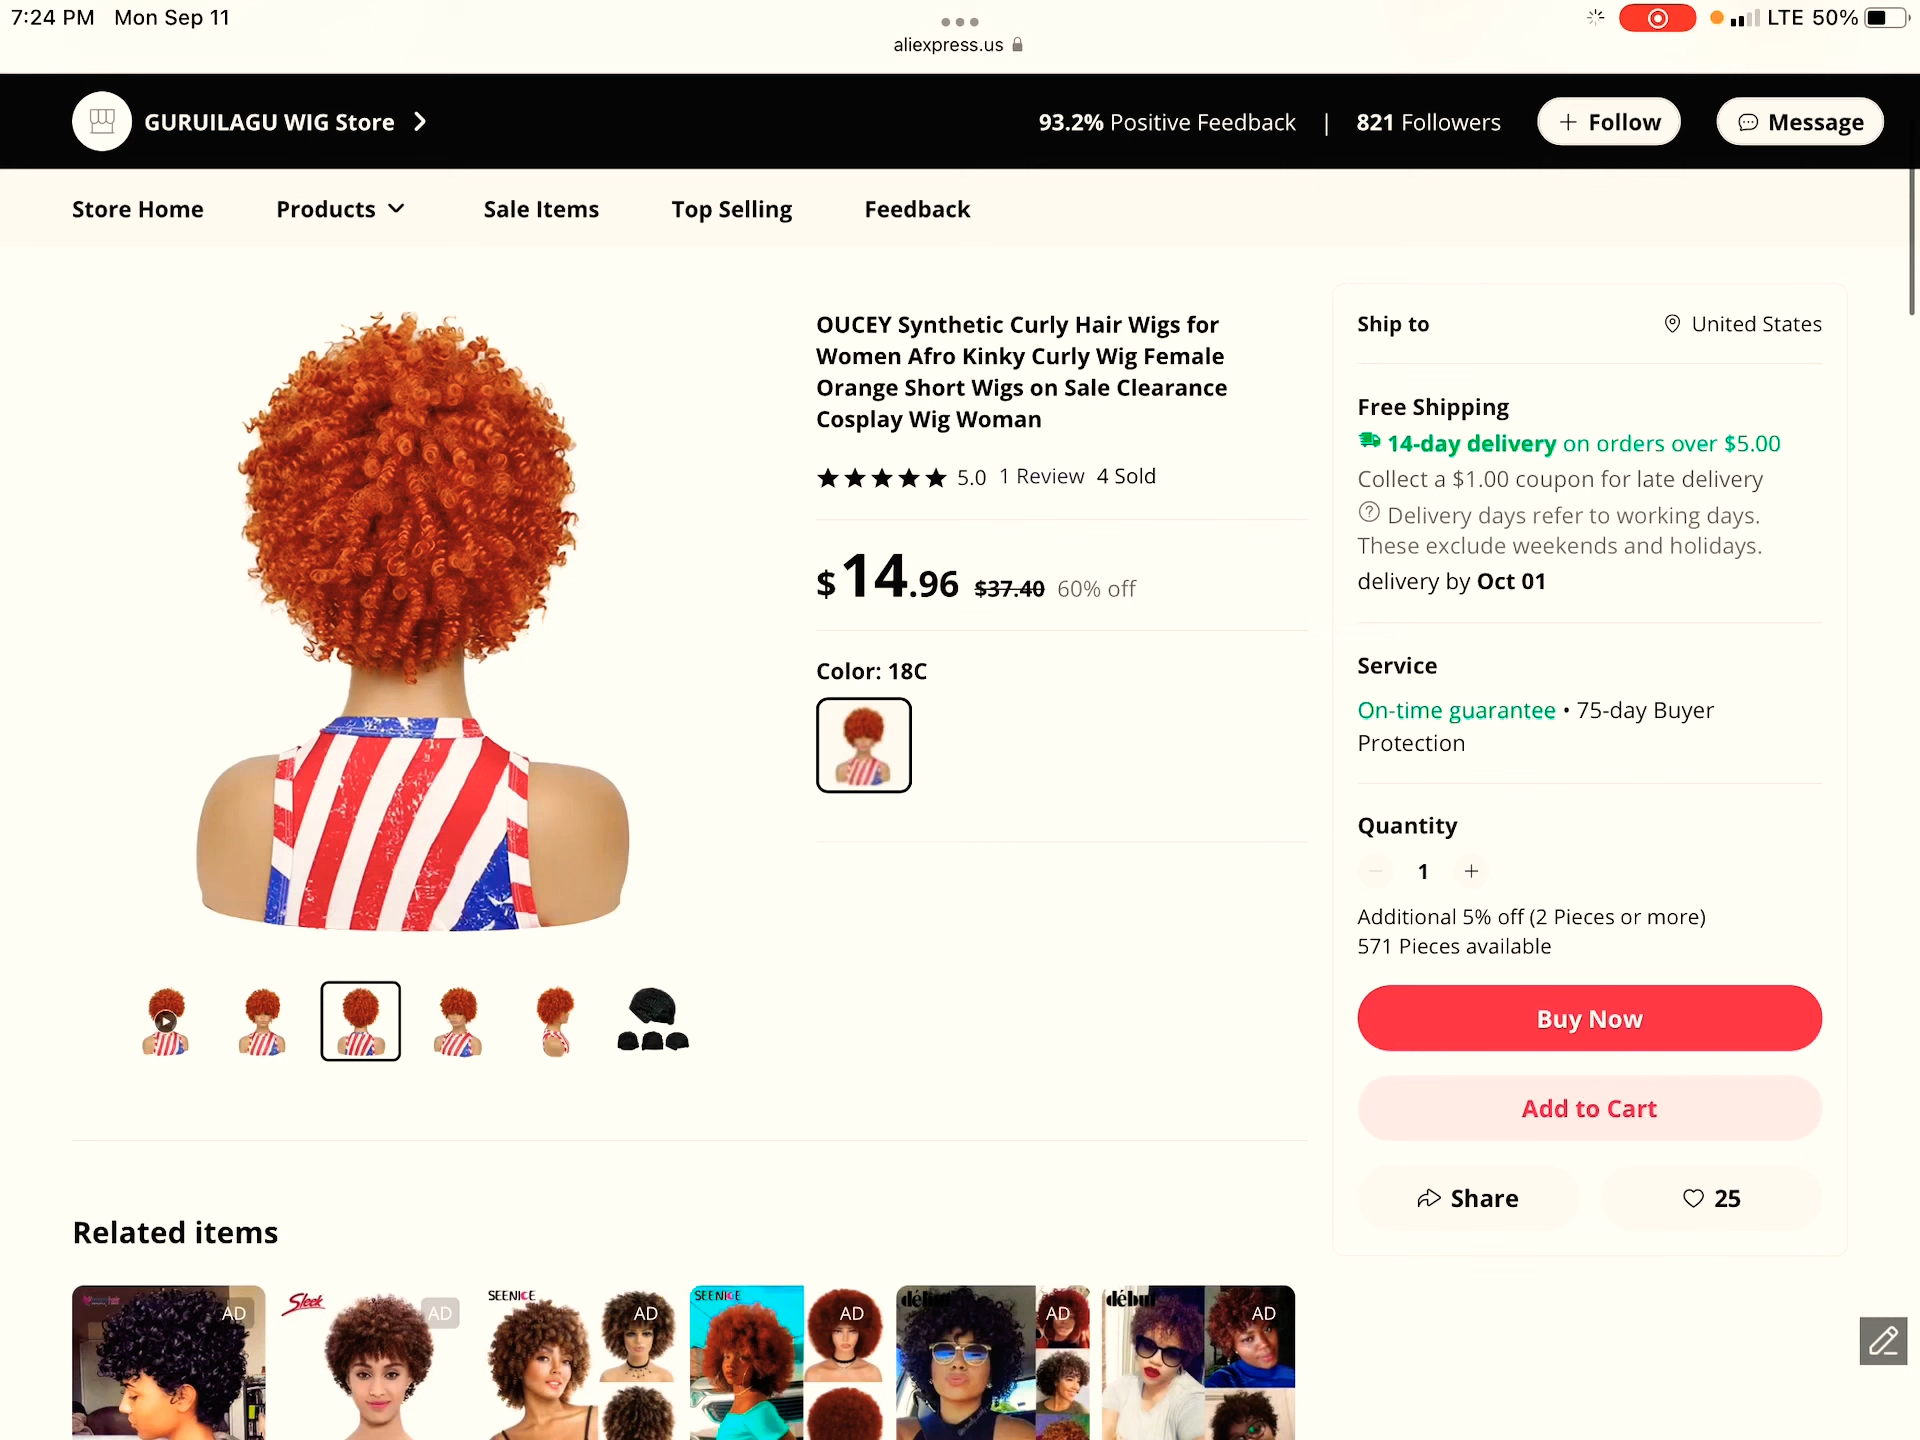 7:24 PM Mon Sep 11
LTE 50%
aliexpress.us
GURUILAGU WIG Store
93.2% Positive Feedback | 821 Followers
+ Follow
Message
Store Home
Products
Sale Items
Top Selling
Feedback
OUCEY Synthetic Curly Hair Wigs for
Women Afro Kinky Curly Wig Female
Orange Short Wigs on Sale Clearance
Cosplay Wig Woman
5.0 1 Review 4 Sold
$14.96 $37.40 60% off
Color: 18C
Ship to
United States
Free Shipping
14-day delivery on orders over $5.00
Collect a $1.00 coupon for late delivery
Delivery days refer to working days.
These exclude weekends and holidays.
delivery by Oct 01
Service
On-time guarantee • 75-day Buyer
Protection
Quantity
1 +
Additional 5% off (2 Pieces or more)
571 Pieces available
Buy Now
Add to Cart
Share
25
Related items
AD
Sleek
AD
SEENICE
AD
SEENICE
AD
début
AD
début
AD